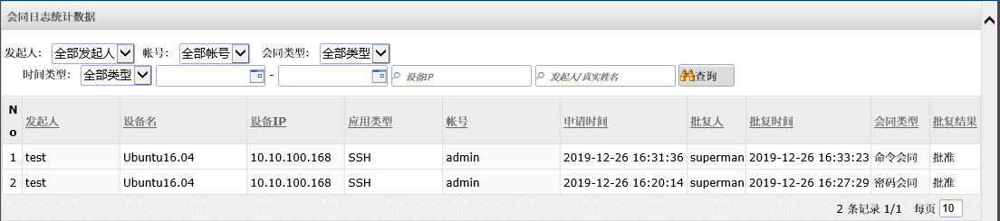 会同日志统计数据
发起人： 全部发起人 帐号： 全部帐号 会同类型： 全部类型
时间类型： 全部类型 - 设备IP 发起人/真实姓名 查询
No 发起人 设备名 设备IP 应用类型 帐号 申请时间 批复人 批复时间 会同类型 批复结果
1 test Ubuntu16.04 10.10.100.168 SSH admin 2019-12-26 16:31:36 superman 2019-12-26 16:33:23 命令会同 批准
2 test Ubuntu16.04 10.10.100.168 SSH admin 2019-12-26 16:20:14 superman 2019-12-26 16:27:29 密码会同 批准
2 条记录 1/1 每页 10